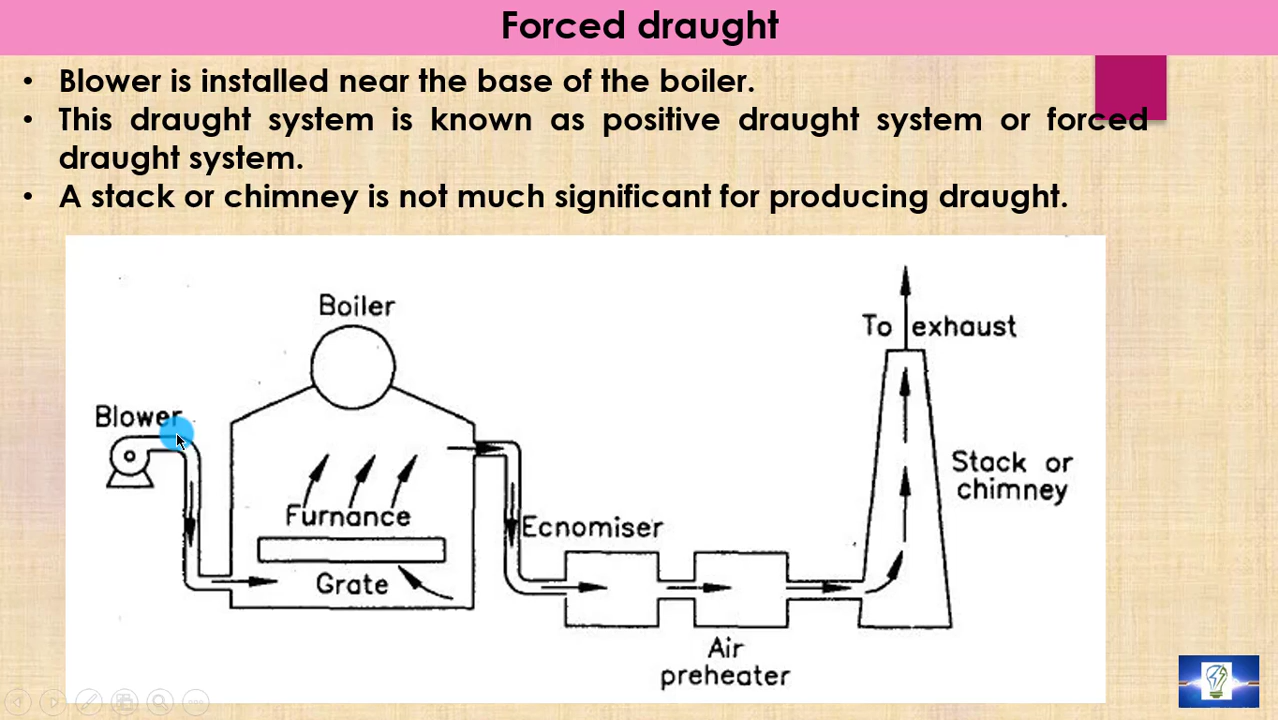 Forced draught
• Blower is installed near the base of the boiler.
• This draught system is known as positive draught system or forced
draught system.
• A stack or chimney is not much significant for producing draught.
Boiler
To exhaust
Blower
Stack or
chimney
Furnance
Ecnomiser
Grate
Air
preheater